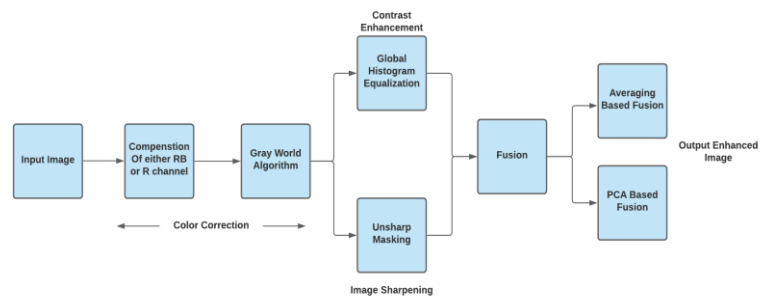 Contrast
Enhancement
Global
Histogram
Equalization
Input Image
Compenstion
Of either RB
or R channel
Gray World
Algorithm
Color Correction
Unsharp
Masking
Image Sharpening
Fusion
Averaging
Based Fusion
PCA Based
Fusion
Output Enhanced
Image